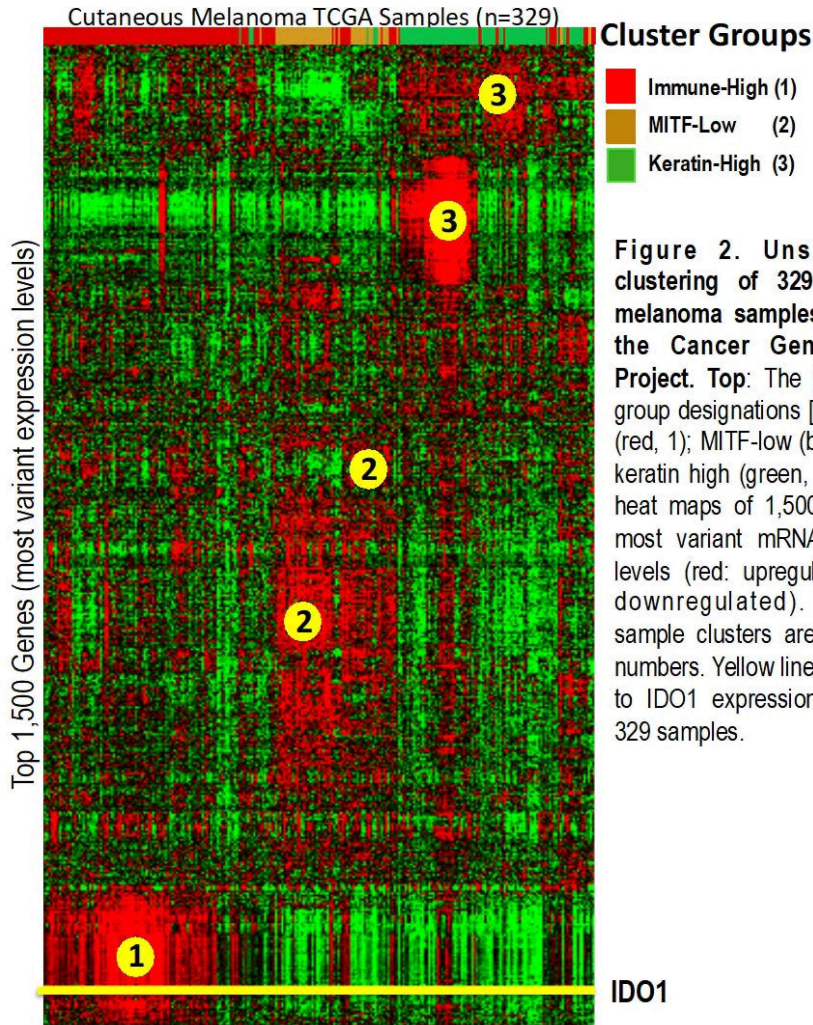 Cutaneous Melanoma TCGA Samples (n=329)
Cluster Groups
Immune-High (1)
MITF-Low (2)
Keratin-High (3)
Top 1,500 Genes (most variant expression levels)
3
3
2
2
1
IDO1
Figure 2. Uns
clustering of 329
melanoma samples
the Cancer Gen
Project. Top: The
group designations [
(red, 1); MITF-low (b
keratin high (green,
heat maps of 1,500
most variant mRNA
levels (red: upregul
downregulated).
sample clusters are
numbers. Yellow line
to IDO1 expression
329 samples.